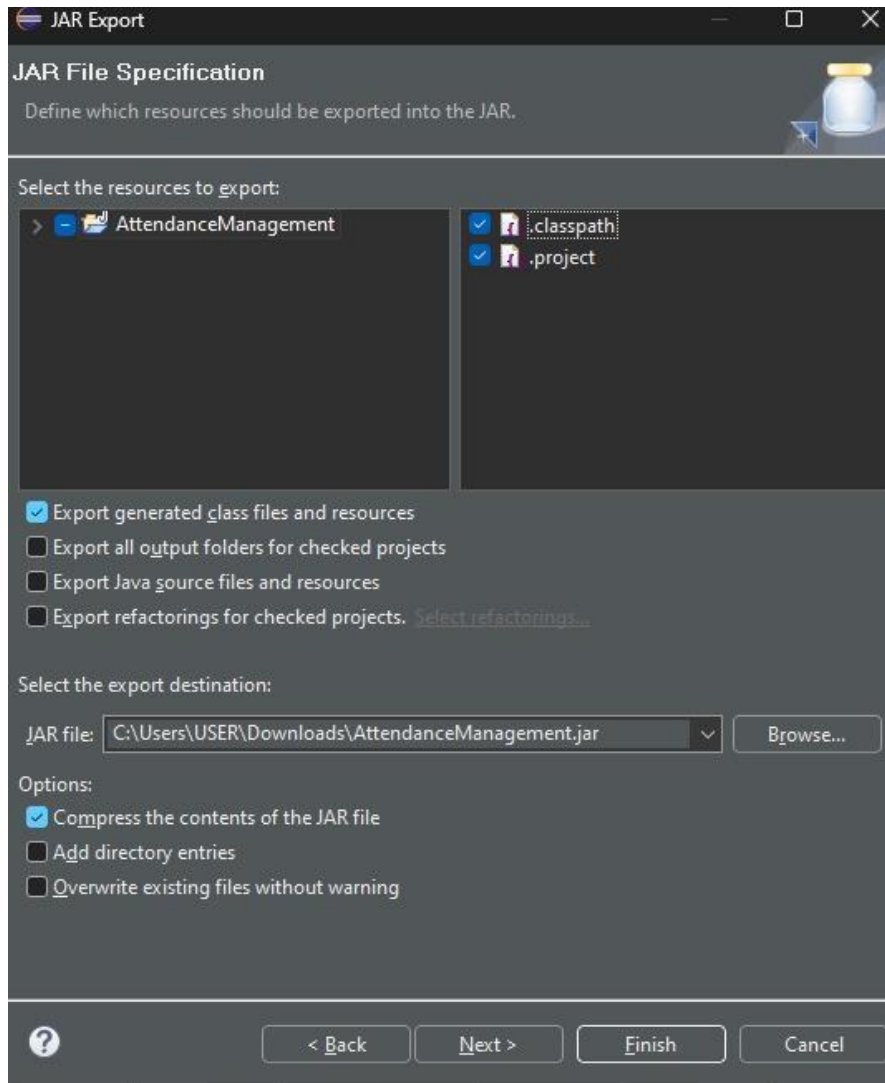 JAR Export
JAR File Specification
Define which resources should be exported into the JAR.
Select the resources to export:
AttendanceManagement
.classpath
.project
Export generated class files and resources
Export all output folders for checked projects
Export Java source files and resources
Export refactorings for checked projects. Select refactorings...
Select the export destination:
JAR file: C:\Users\USER\Downloads\AttendanceManagement.jar Browse...
Options:
Compress the contents of the JAR file
Add directory entries
Overwrite existing files without warning
? < Back Next > Finish Cancel